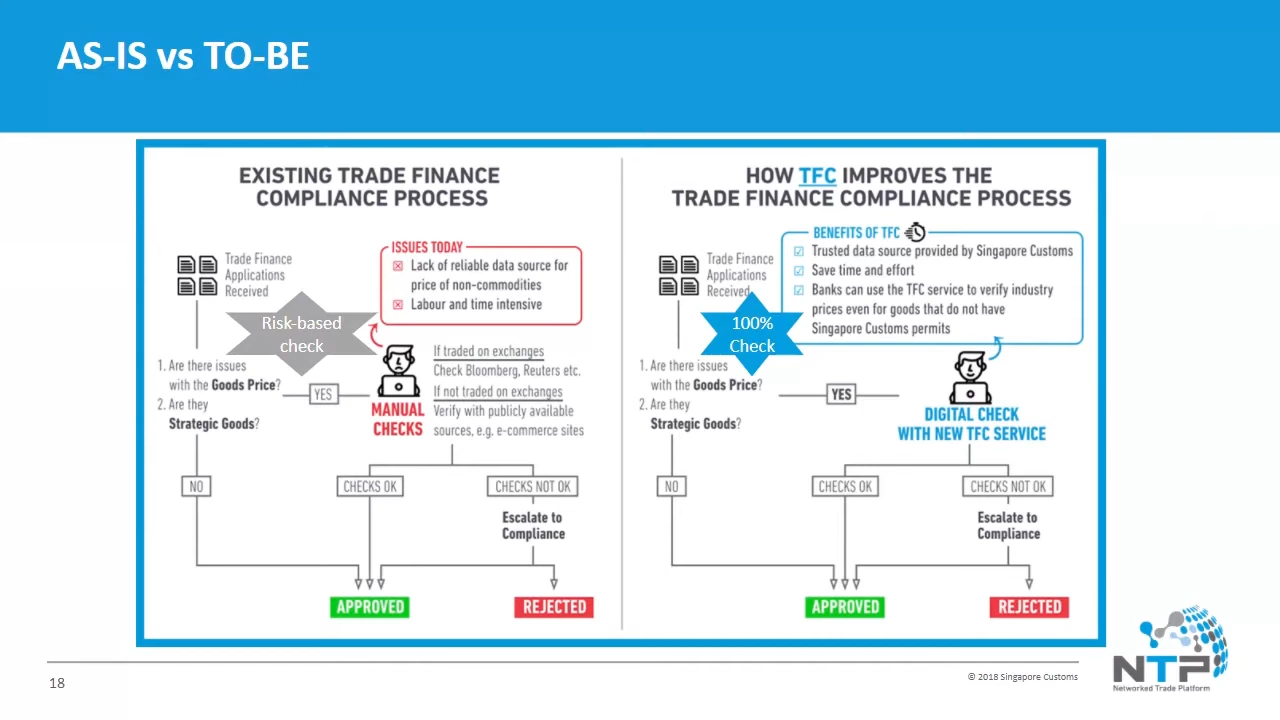 AS-IS vs TO-BE
EXISTING TRADE FINANCE
COMPLIANCE PROCESS
Trade Finance
Applications
Received
ISSUES TODAY
Lack of reliable data source for
price of non-commodities
Labour and time intensive
Risk-based
check
1. Are there issues
with the Goods Price?
2. Are they
Strategic Goods?
YES
MANUAL
CHECKS
If traded on exchanges
Check Bloomberg, Reuters etc.
If not traded on exchanges
Verify with publicly available
sources, e.g. e-commerce sites
NO
CHECKS OK
CHECKS NOT OK
Escalate to
Compliance
APPROVED
REJECTED
HOW TFC IMPROVES THE
TRADE FINANCE COMPLIANCE PROCESS
Trade Finance
Applications
Received
BENEFITS OF TFC
Trusted data source provided by Singapore Customs
Save time and effort
Banks can use the TFC service to verify industry
prices even for goods that do not have
Singapore Customs permits
100%
Check
1. Are there issues
with the Goods Price?
2. Are they
Strategic Goods?
YES
DIGITAL CHECK
WITH NEW TFC SERVICE
NO
CHECKS OK
CHECKS NOT OK
Escalate to
Compliance
APPROVED
REJECTED
18
© 2018 Singapore Customs
NTP
Networked Trade Platform